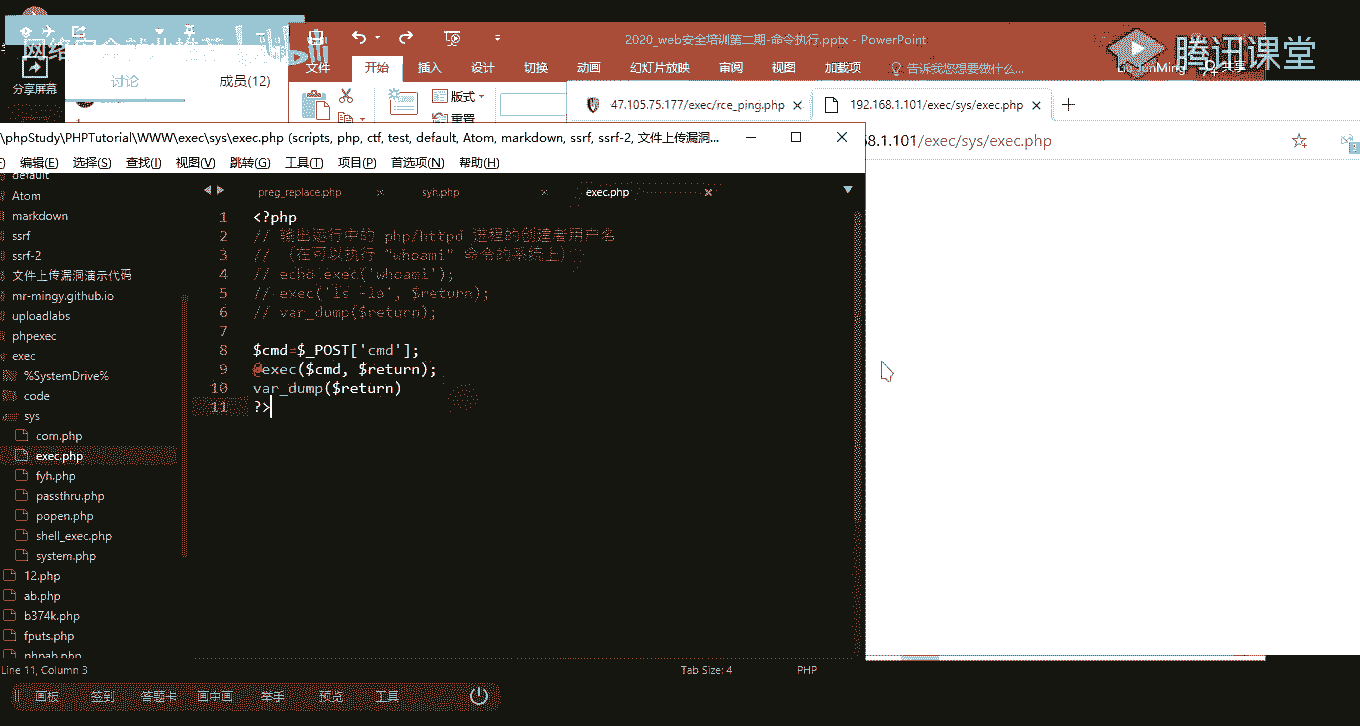 2020_web安全培训第二期-命令执行.pptx - PowerPoint
腾讯课堂
分享屏幕
讨论
成员(12)
文件 开始 插入 设计 切换 动画 幻灯片放映 审阅 视图 加载项 告诉我您想要做什么...
共享
版式
重置
47.105.75.177/exec/rce_ping.php
192.168.1.101/exec/sys/exec.php
\phpStudy\PHPTutorial\WWW\exec\sys\exec.php (scripts, php, ctf, test, default, Atom, markdown, ssrf, ssrf-2, 文件上传漏洞...
58.1.101/exec/sys/exec.php
编辑(E) 选择(S) 查找(I) 视图(V) 跳转(G) 工具(T) 项目(P) 首选项(N) 帮助(H)
default
Atom
markdown
ssrf
ssrf-2
文件上传漏洞演示代码
mr-mingy.github.io
uploadlabs
phpexec
exec
%SystemDrive%
code
sys
com.php
exec.php
fyh.php
passthru.php
popen.php
shell_exec.php
system.php
12.php
ab.php
b374k.php
fputs.php
preg_replace.php
syn.php
exec.php
1 <?php
2 // 输出运行中的 php/httpd 进程的创建者用户名
3 // （在可以执行 "whoami" 命令的系统上）
4 // echo exec('whoami');
5 // exec('ls -la', $return);
6 // var_dump($return);
7
8 $cmd=$_POST['cmd'];
9 @exec($cmd, $return);
10 var_dump($return)
11 ?>
Line 11, Column 3
Tab Size: 4
PHP
画板 签到 答题卡 画中画 举手 预览 工具